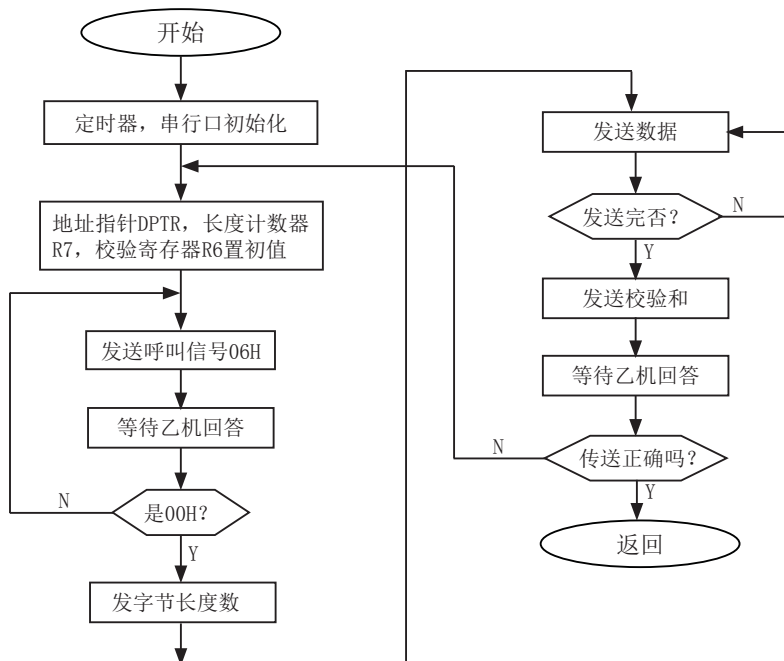 开始
定时器，串行口初始化
地址指针DPTR，长度计数器
R7，校验寄存器R6置初值
发送呼叫信号06H
等待乙机回答
N
是00H？
Y
发字节长度数
发送数据
发送完否？
N
Y
发送校验和
等待乙机回答
N
传送正确吗？
Y
返回